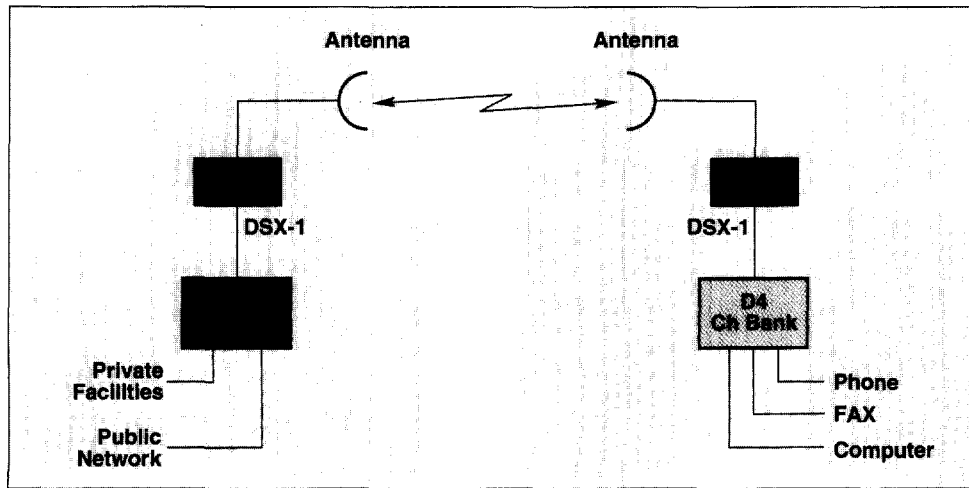 Antenna
Antenna
DSX-1
DSX-1
D4
Ch Bank
Private
Facilities
Public
Network
Phone
FAX
Computer